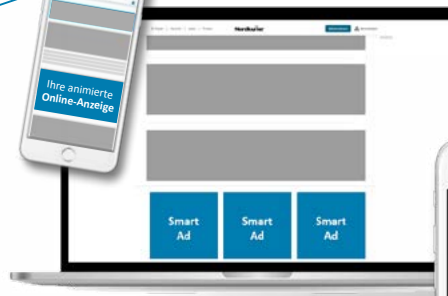 Nordkurier
Ihre animierte
Online-Anzeige
Smart
Ad
Smart
Ad
Smart
Ad